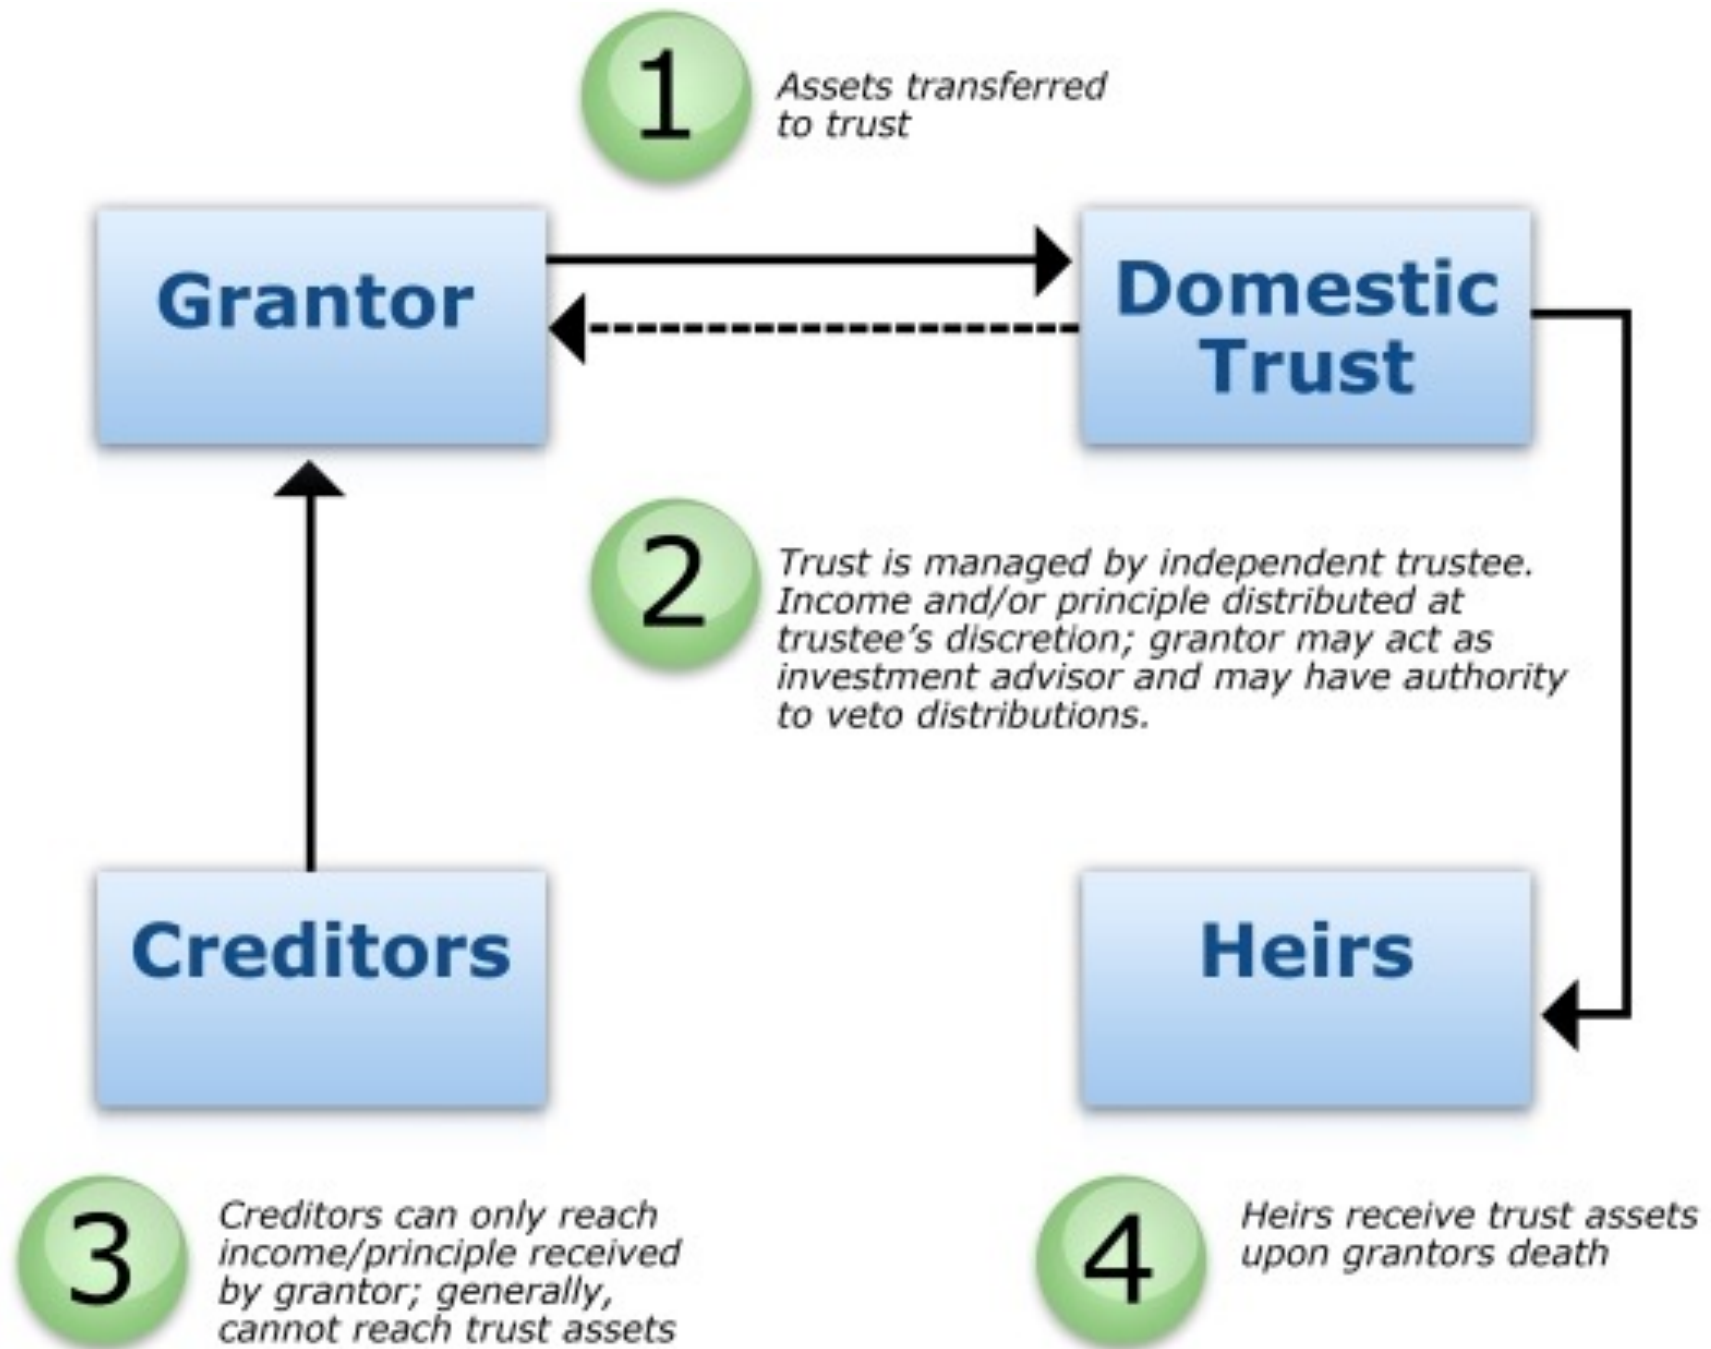 1
Assets transferred
to trust
Grantor
Domestic
Trust
2
Trust is managed by independent trustee.
Income and/or principle distributed at
trustee's discretion; grantor may act as
investment advisor and may have authority
to veto distributions.
Creditors
Heirs
3
Creditors can only reach
income/principle received
by grantor; generally,
cannot reach trust assets
4
Heirs receive trust assets
upon grantors death